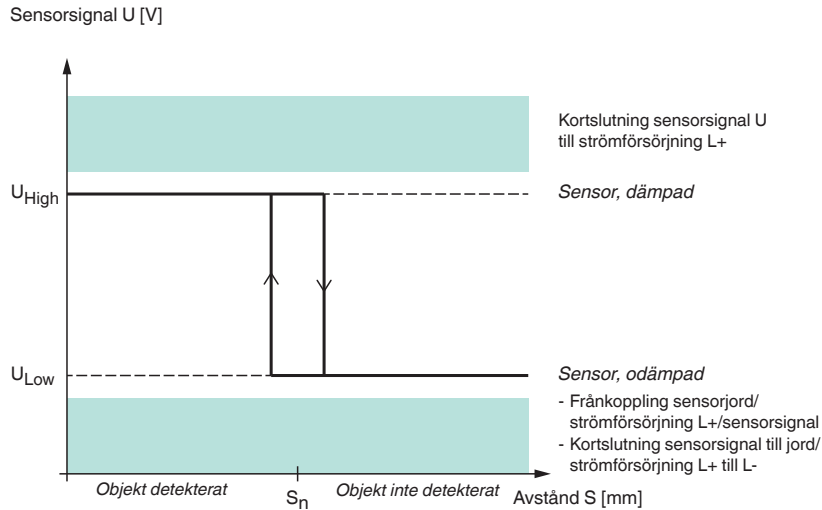 Sensorsignal U [V]
Kortslutning sensorsignal U
till strömförsörjning L+
UHigh
Sensor, dämpad
ULow
Sensor, odämpad
- Frånkoppling sensorjord/
strömförsörjning L+/sensorsignal
- Kortslutning sensorsignal till jord/
strömförsörjning L+ till L-
Objekt detekterat
Sn
Objekt inte detekterat
Avstånd S [mm]